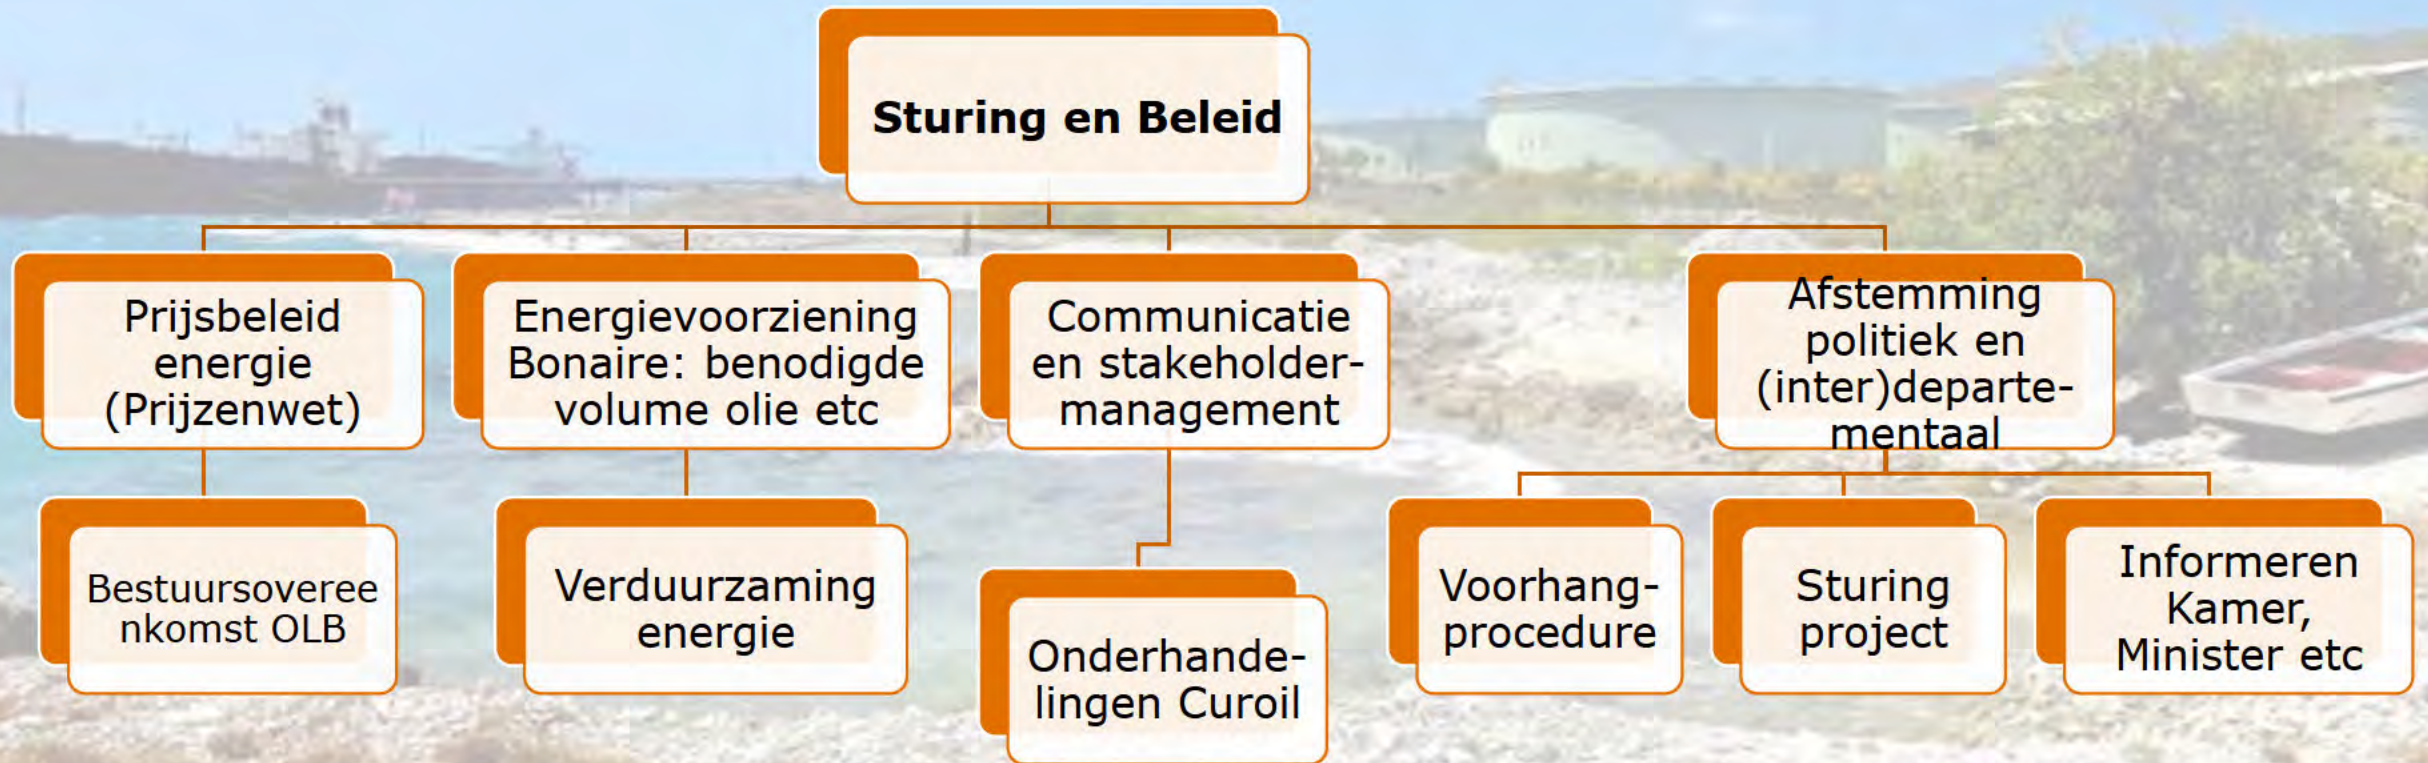 Sturing en Beleid
Prijsbeleid
energie
(Prijzenwet)
Energievoorziening
Bonaire: benodigde
volume olie etc
Communicatie
en stakeholder-
management
Afstemming
politiek en
(inter)departe-
mentaal
Bestuursoveree
nkomst OLB
Verduurzaming
energie
Onderhande-
lingen Curoil
Voorhang-
procedure
Sturing
project
Informeren
Kamer,
Minister etc